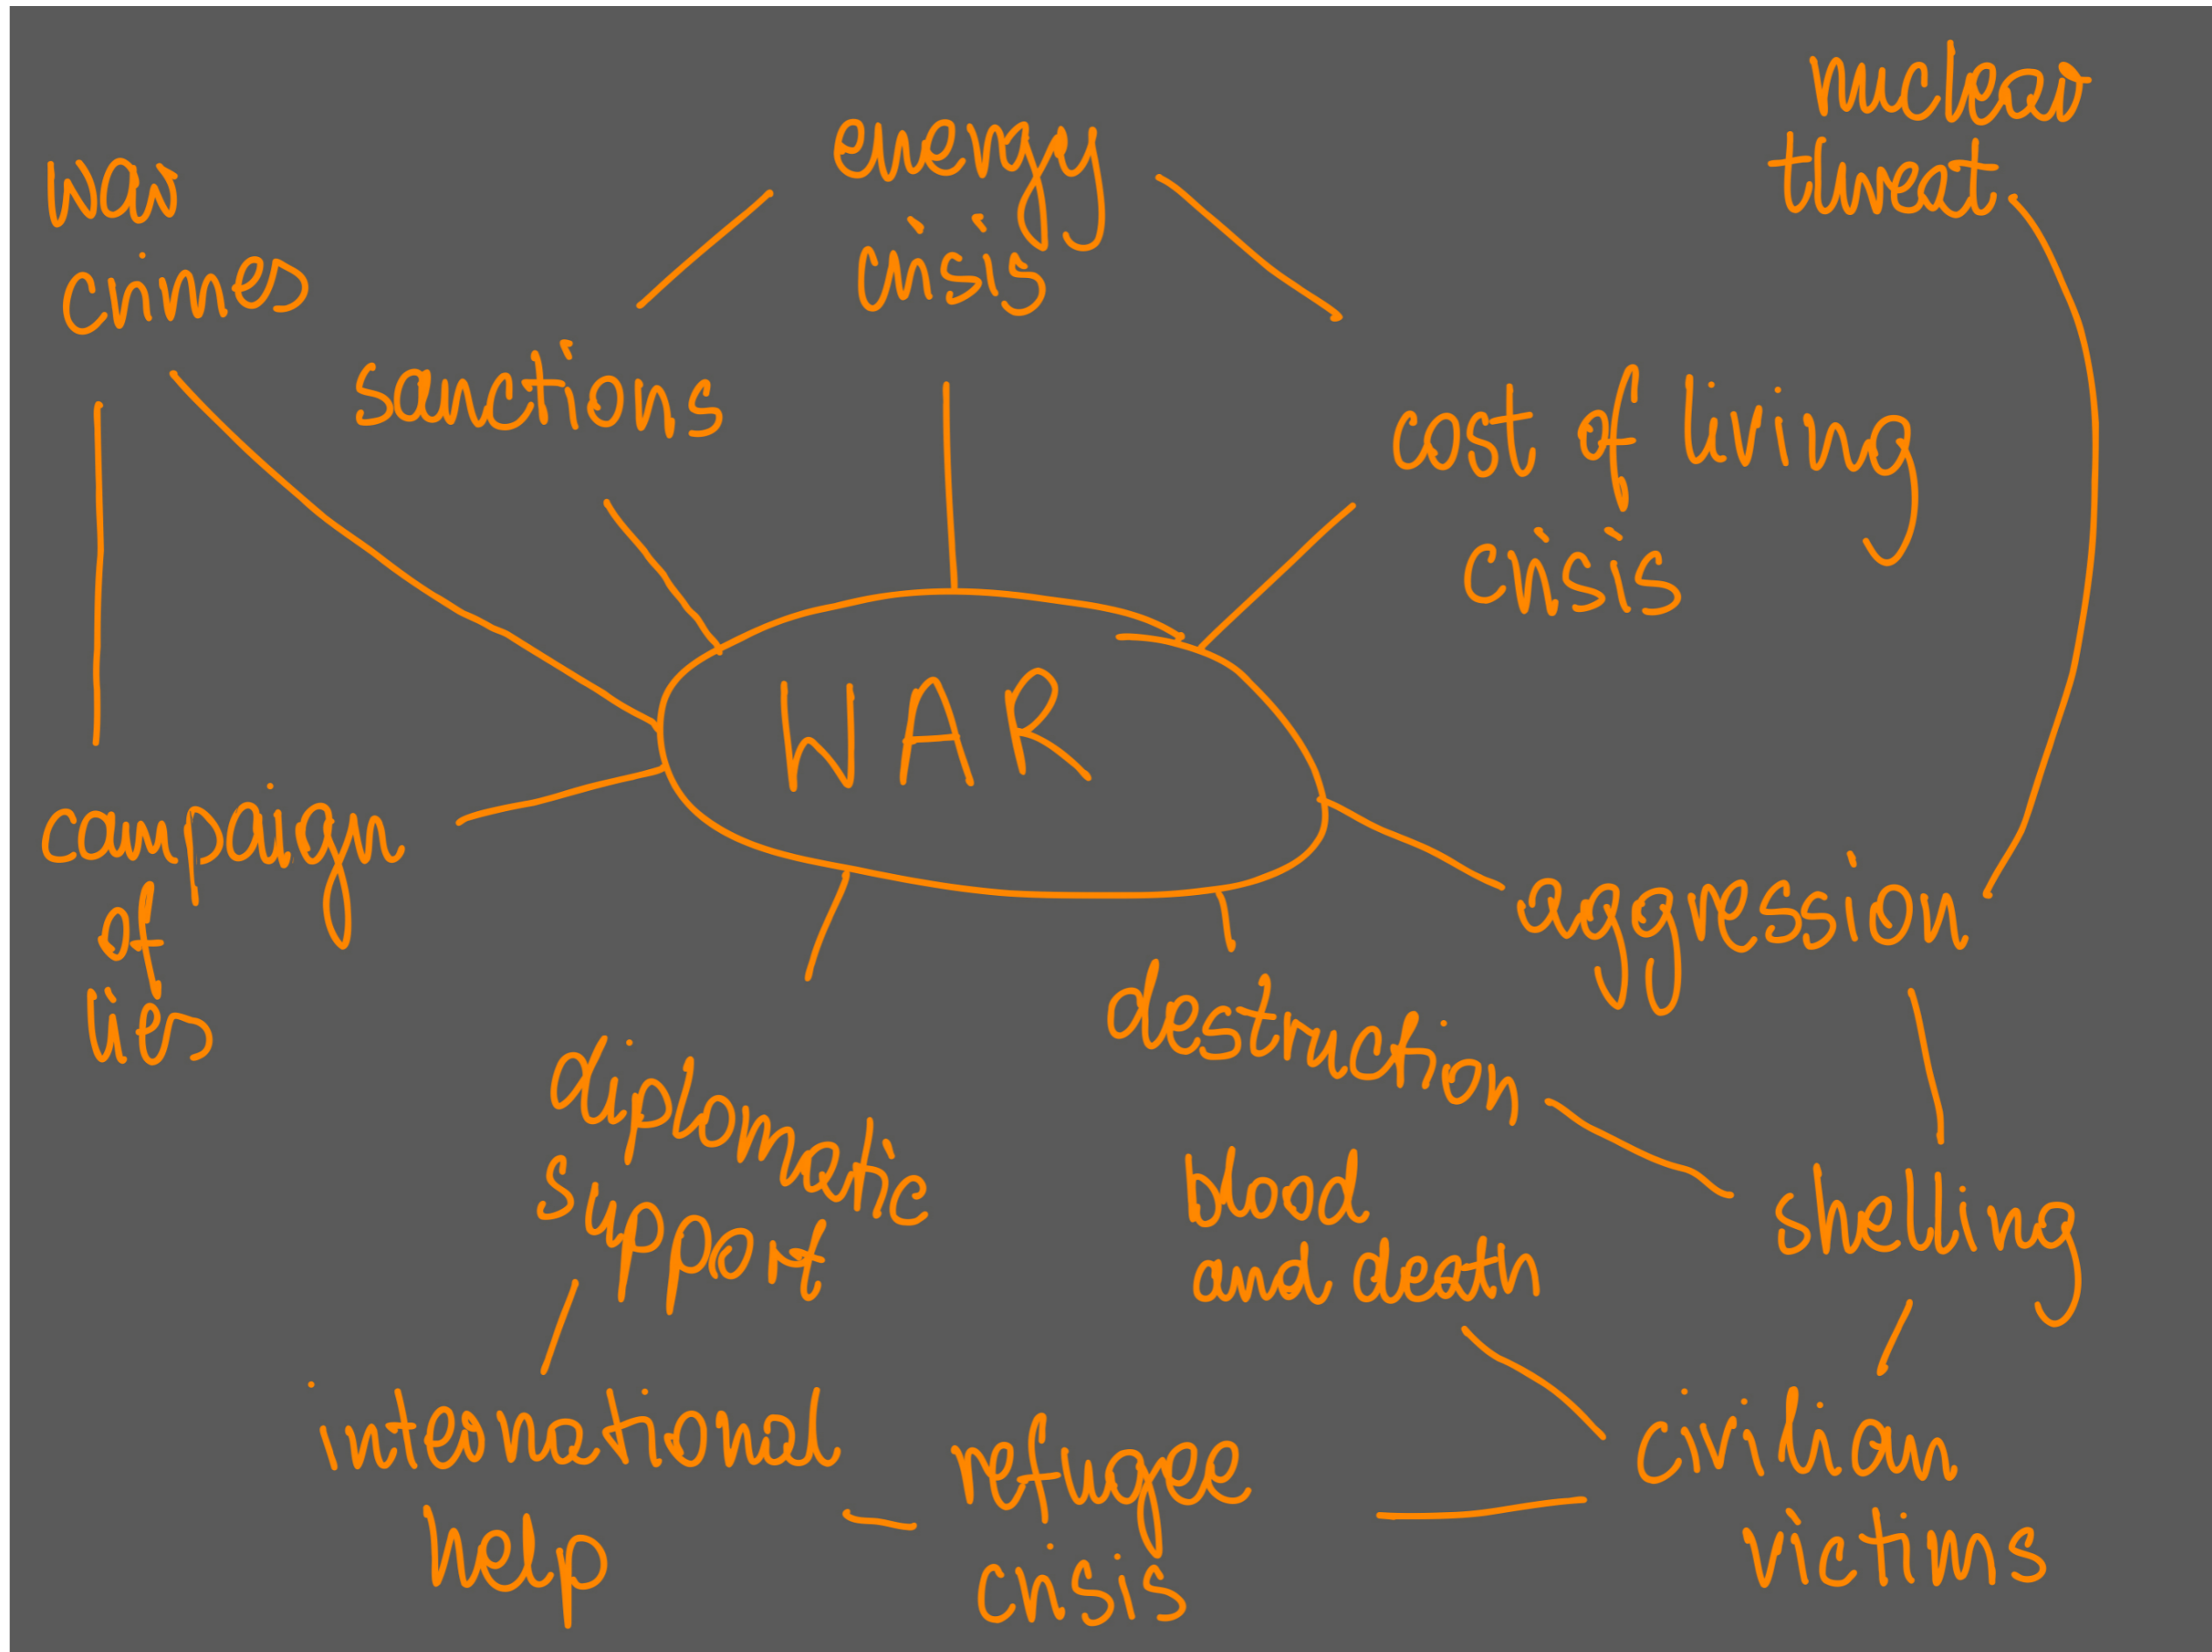 nuclear
threat
energy
crisis
war
crimes
sanctions
cost of living
crisis
WAR
campaign
of
lies
aggression
destruction
diplomatic
support
blood
and death
shelling
international
help
refugee
crisis
civilian
victims